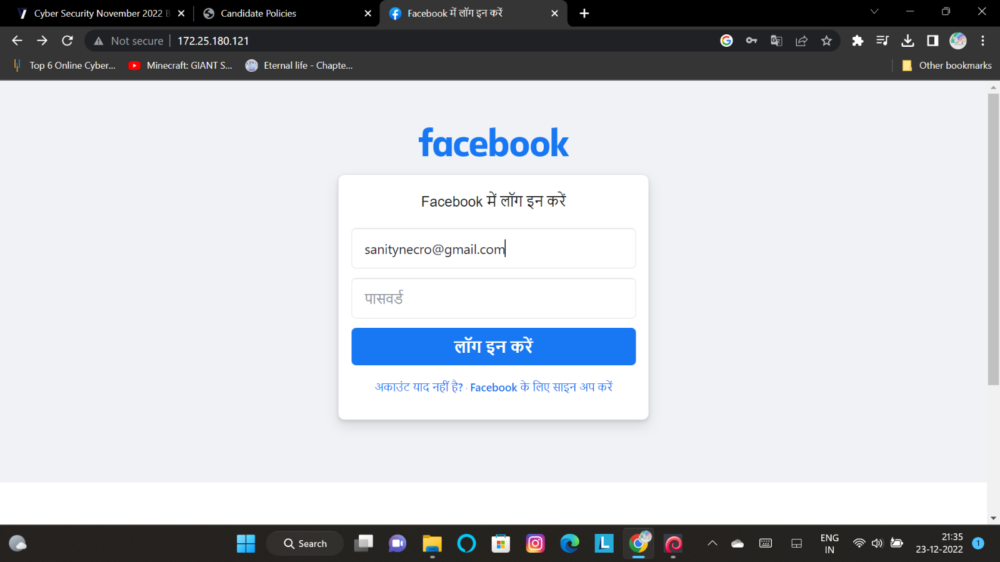 Cyber Security November 2022 B
Candidate Policies
Facebook में लॉग इन करें
Not secure
172.25.180.121
Top 6 Online Cyber...
Minecraft: GIANT S...
Eternal life - Chapte...
Other bookmarks
facebook
Facebook में लॉग इन करें
sanitynecro@gmail.com
पासवर्ड
लॉग इन करें
अकाउंट याद नहीं है? · Facebook के लिए साइन अप करें
Search
ENG
IN
21:35
23-12-2022
1